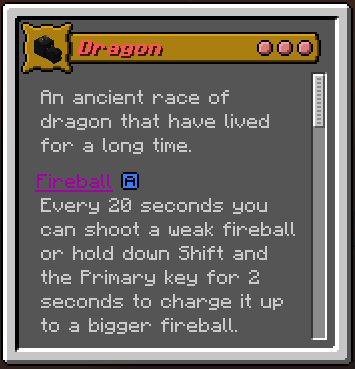 Dragon
An ancient race of
dragon that have lived
for a long time.
Fireball A
Every 20 seconds you
can shoot a weak fireball
or hold down Shift and
the Primary key for 2
seconds to charge it up
to a bigger fireball.